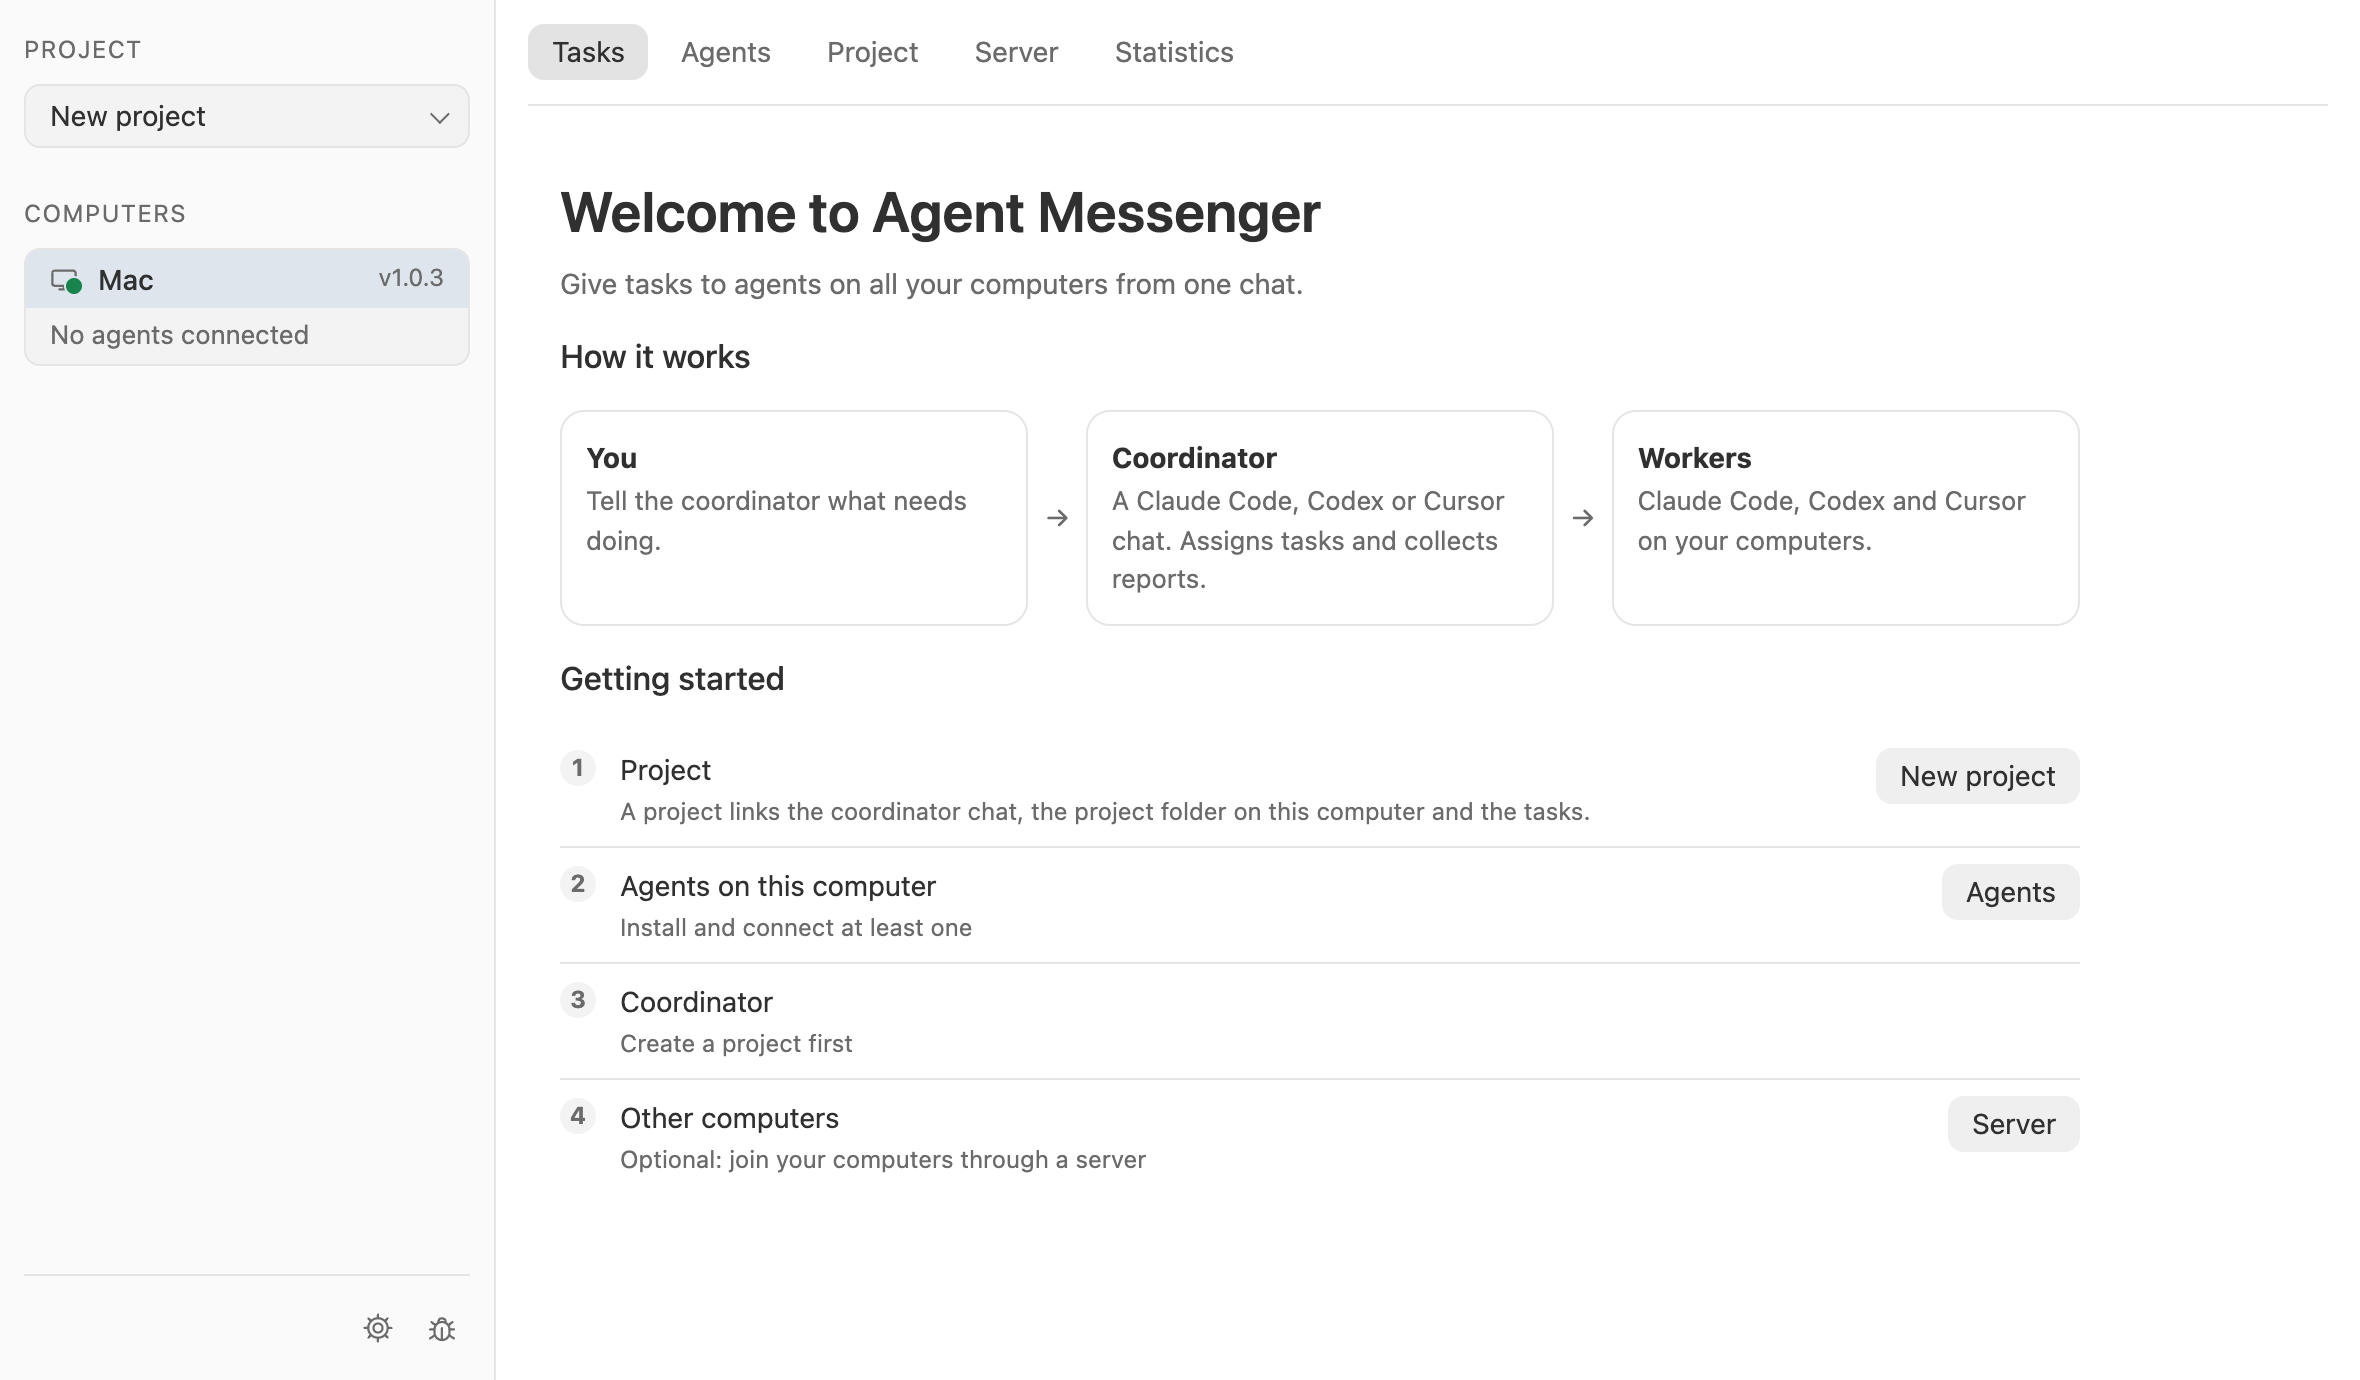 PROJECT
New project
COMPUTERS
Mac
v1.0.3
No agents connected
Tasks
Agents
Project
Server
Statistics
Welcome to Agent Messenger
Give tasks to agents on all your computers from one chat.
How it works
You
Tell the coordinator what needs
doing.
→
Coordinator
A Claude Code, Codex or Cursor
chat. Assigns tasks and collects
reports.
→
Workers
Claude Code, Codex and Cursor
on your computers.
Getting started
1
Project
A project links the coordinator chat, the project folder on this computer and the tasks.
New project
2
Agents on this computer
Install and connect at least one
Agents
3
Coordinator
Create a project first
4
Other computers
Optional: join your computers through a server
Server